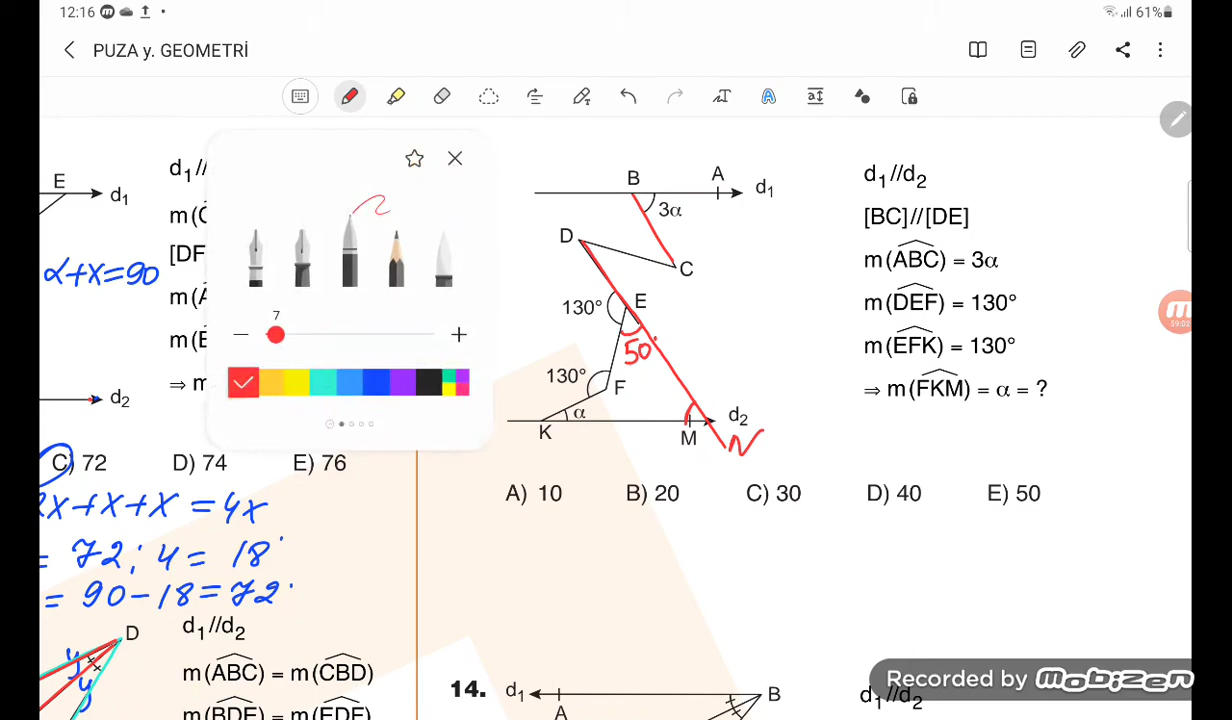 12:16
61%
PUZA y. GEOMETRİ
E
d1
d1//
m(
[DF
m(
m(
⇒ m
α+x=90
d2
C) 72 D) 74 E) 76
x+x+x = 4x
= 72 : 4 = 18°
= 90-18=72°
D
y
y
d1//d2
m(ABC) = m(CBD)
m(BDE) = m(EDF)
7
B A d1
3α
D
C
130° E
50°
130° F
α
K M d2
N
d1//d2
[BC]//[DE]
m(ABC) = 3α
m(DEF) = 130°
m(EFK) = 130°
⇒ m(FKM) = α = ?
A) 10 B) 20 C) 30 D) 40 E) 50
14. d1 A B
d1//d2
59:02
Recorded by mobizen